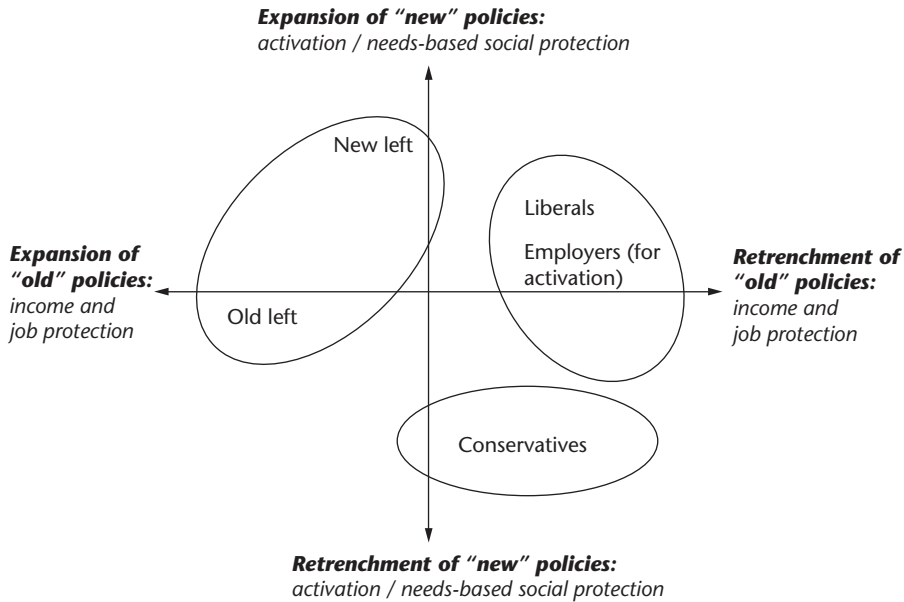 Expansion of “new” policies:
activation / needs-based social protection
New left
Liberals
Employers (for
activation)
Expansion of
“old” policies:
income and
job protection
Retrenchment of
“old” policies:
income and
job protection
Old left
Conservatives
Retrenchment of “new” policies:
activation / needs-based social protection